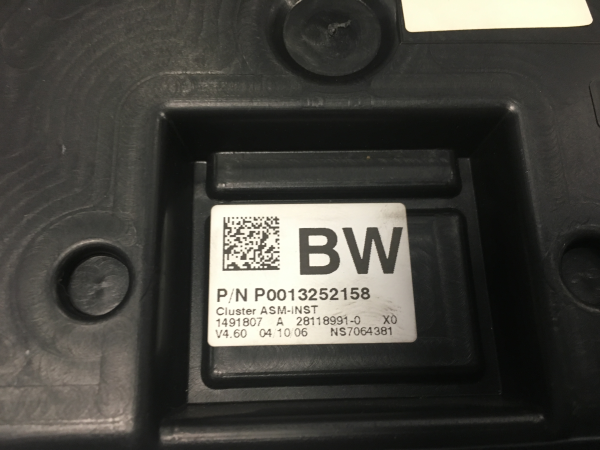 BW
P/N P0013252158
Cluster ASM-INST
1491807 A 28118991-0 X0
V4.60 04.10.06 NS7064381